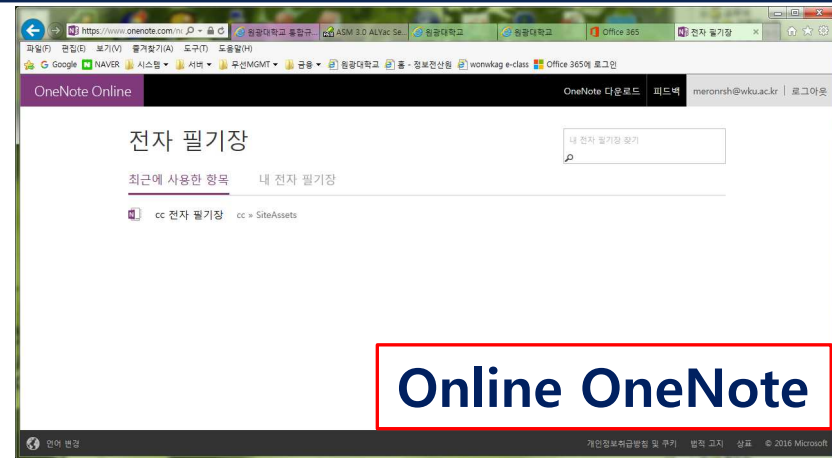 https://www.onenote.com/nc
원광대학교 통합규...
ASM 3.0 ALYac Se...
원광대학교
원광대학교
Office 365
전자 필기장
파일(F) 편집(E) 보기(V) 즐겨찾기(A) 도구(T) 도움말(H)
Google NAVER 시스템 서버 무선MGMT 금융 원광대학교 홈 - 정보전산원 wonwkag e-class Office 365에 로그인
OneNote Online OneNote 다운로드 피드백 meronrsh@wku.ac.kr | 로그아웃
전자 필기장
내 전자 필기장 찾기
최근에 사용한 항목 내 전자 필기장
cc 전자 필기장 cc » SiteAssets
Online OneNote
언어 변경 개인정보취급방침 및 쿠키 법적 고지 상표 © 2016 Microsoft